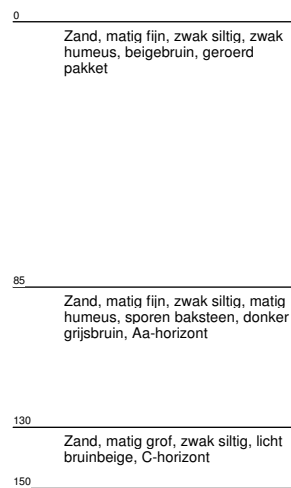 0
Zand, matig fijn, zwak siltig, zwak
humeus, beigebruin, geroerd
pakket
85
Zand, matig fijn, zwak siltig, matig
humeus, sporen baksteen, donker
grijsbruin, Aa-horizont
130
Zand, matig grof, zwak siltig, licht
bruinbeige, C-horizont
150